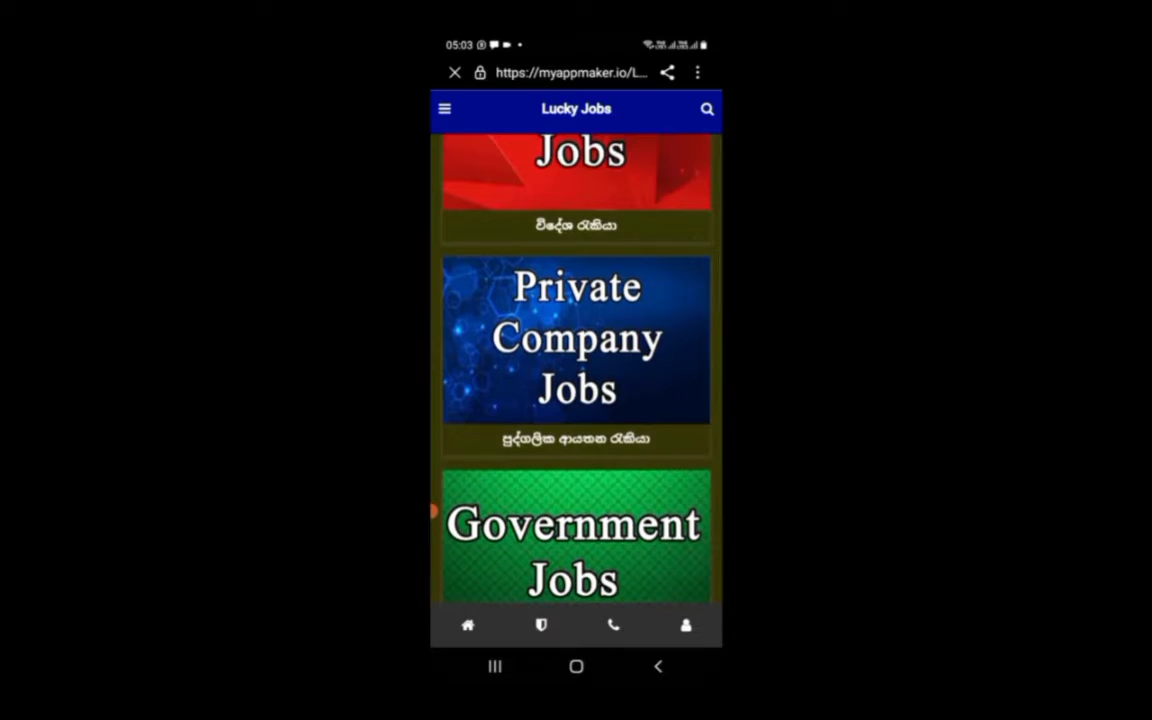 05:03
https://myappmaker.io/L...
Lucky Jobs
Jobs
විදේශ රැකියා
Private
Company
Jobs
පුද්ගලික ආයතන රැකියා
Government
Jobs